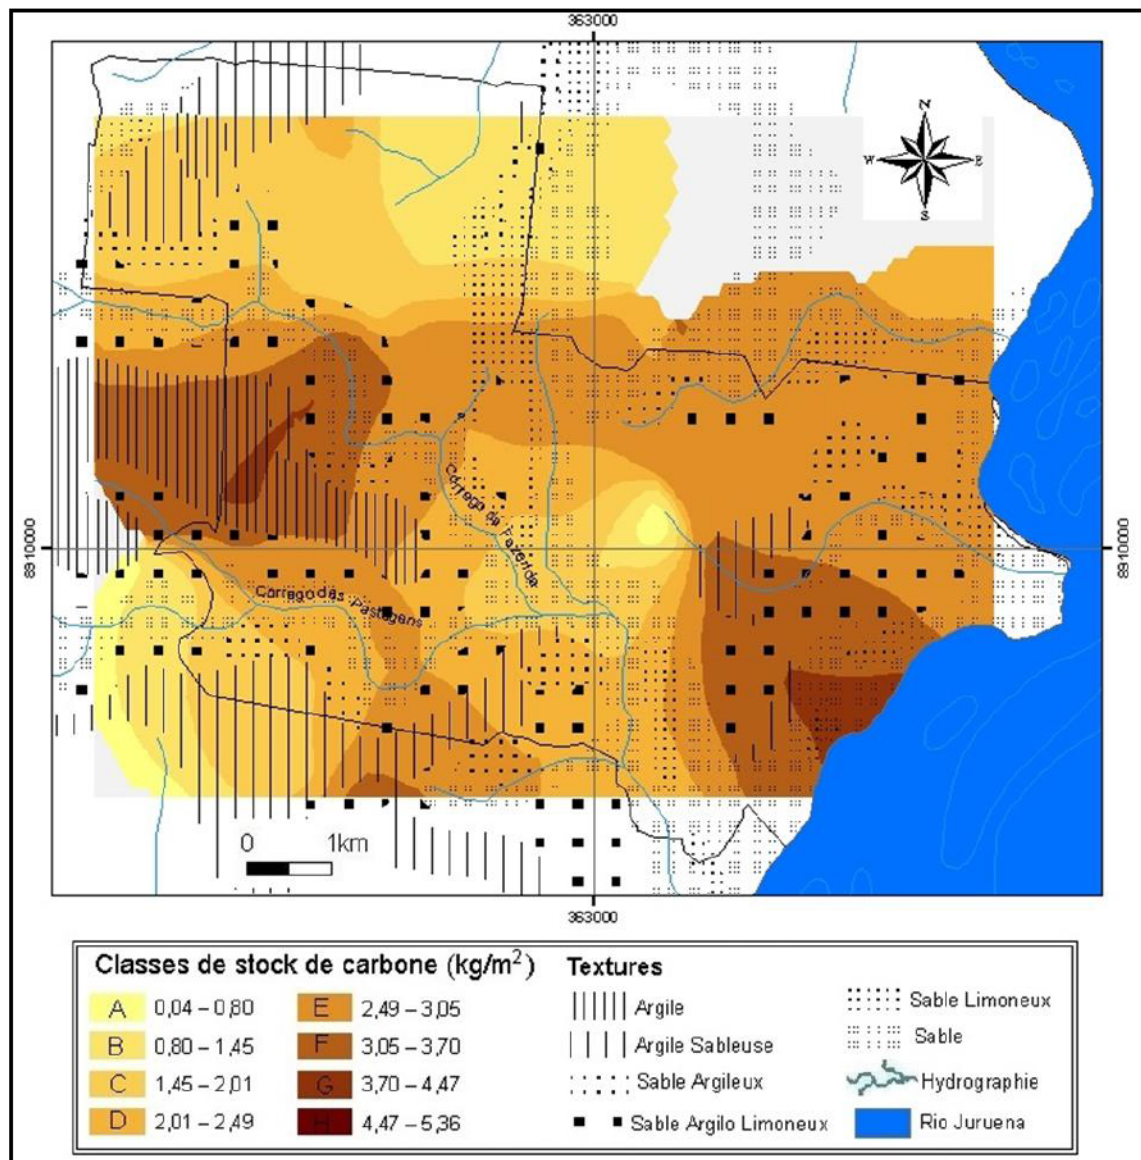 363000
N
W E
S
8910000
8910000
Córrego da Fazenda
Córrego das Pastagens
0 1km
363000
Classes de stock de carbone (kg/m²)
A 0,04 – 0,80
B 0,80 – 1,45
C 1,45 – 2,01
D 2,01 – 2,49
E 2,49 – 3,05
F 3,05 – 3,70
G 3,70 – 4,47
H 4,47 – 5,36
Textures
Argile
Argile Sableuse
Sable Argileux
Sable Argilo Limoneux
Sable Limoneux
Sable
Hydrographie
Rio Juruena